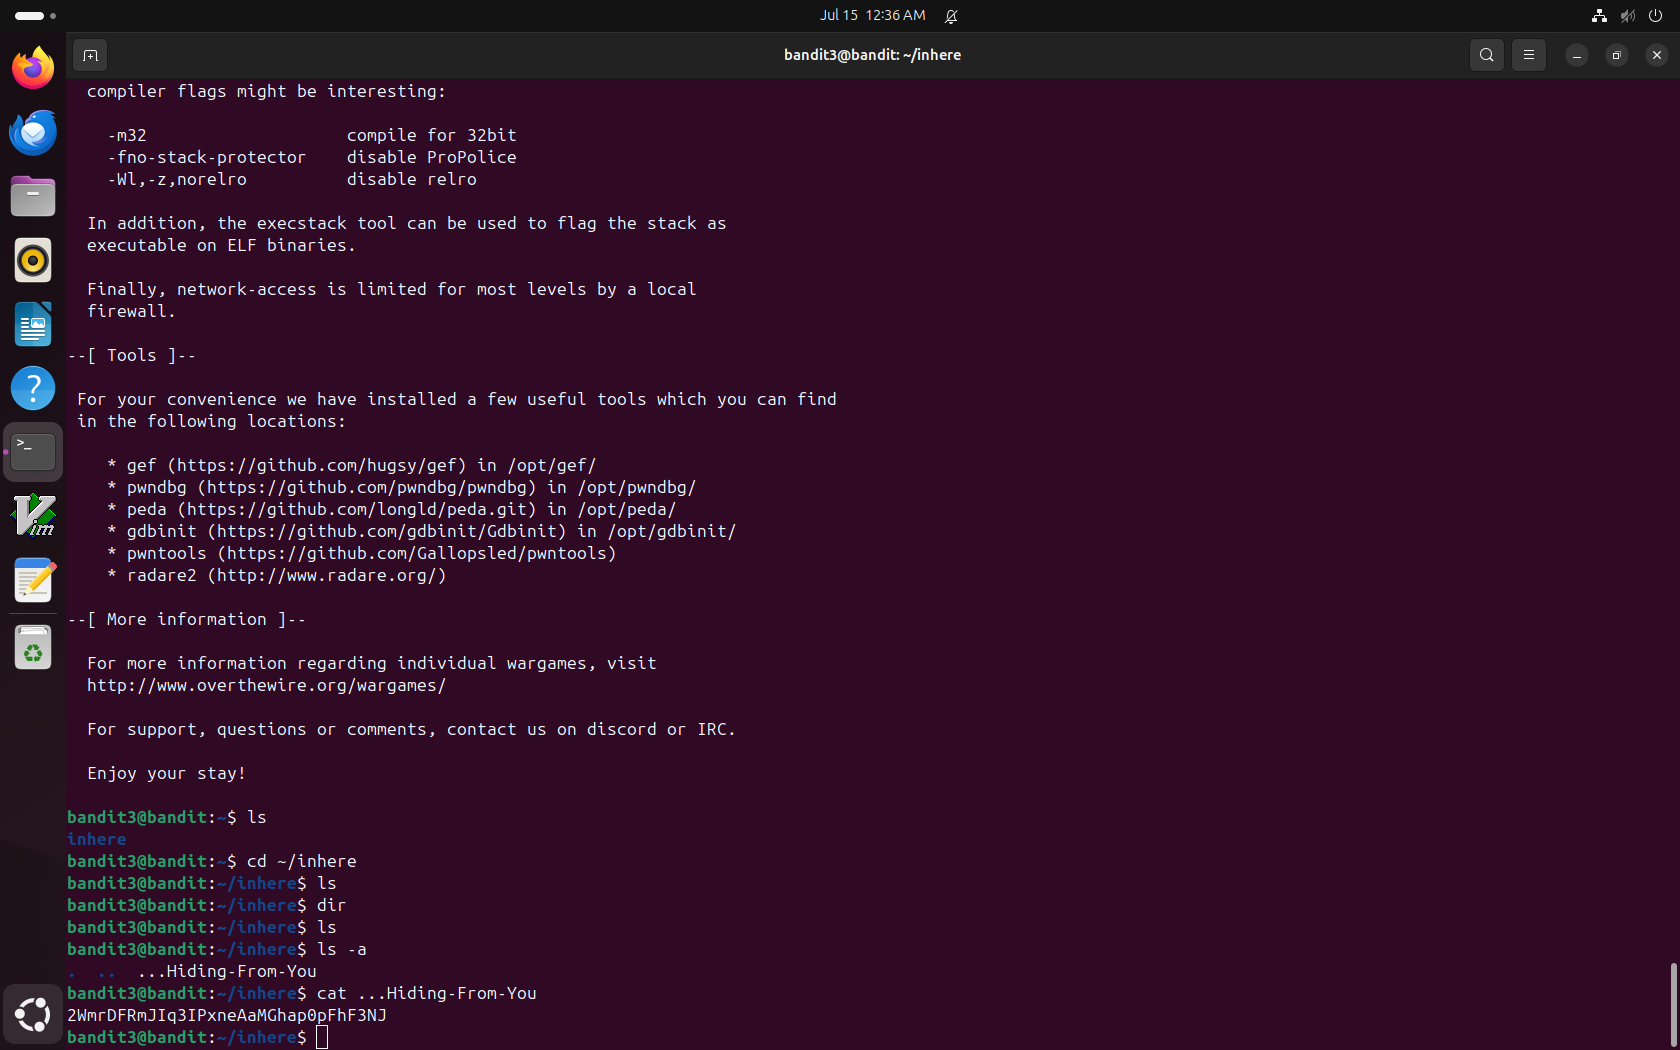 Jul 15 12:36 AM
bandit3@bandit: ~/inhere
compiler flags might be interesting:
-m32 compile for 32bit
-fno-stack-protector disable ProPolice
-Wl,-z,norelro disable relro
In addition, the execstack tool can be used to flag the stack as
executable on ELF binaries.
Finally, network-access is limited for most levels by a local
firewall.
--[ Tools ]--
For your convenience we have installed a few useful tools which you can find
in the following locations:
* gef (https://github.com/hugsy/gef) in /opt/gef/
* pwndbg (https://github.com/pwndbg/pwndbg) in /opt/pwndbg/
* peda (https://github.com/longld/peda.git) in /opt/peda/
* gdbinit (https://github.com/gdbinit/Gdbinit) in /opt/gdbinit/
* pwntools (https://github.com/Gallopsled/pwntools)
* radare2 (http://www.radare.org/)
--[ More information ]--
For more information regarding individual wargames, visit
http://www.overthewire.org/wargames/
For support, questions or comments, contact us on discord or IRC.
Enjoy your stay!
bandit3@bandit:~$ ls
inhere
bandit3@bandit:~$ cd ~/inhere
bandit3@bandit:~/inhere$ ls
bandit3@bandit:~/inhere$ dir
bandit3@bandit:~/inhere$ ls
bandit3@bandit:~/inhere$ ls -a
. .. ...Hiding-From-You
bandit3@bandit:~/inhere$ cat ...Hiding-From-You
2WmrDFRmJIq3IPxneAaMGhap0pFhF3NJ
bandit3@bandit:~/inhere$